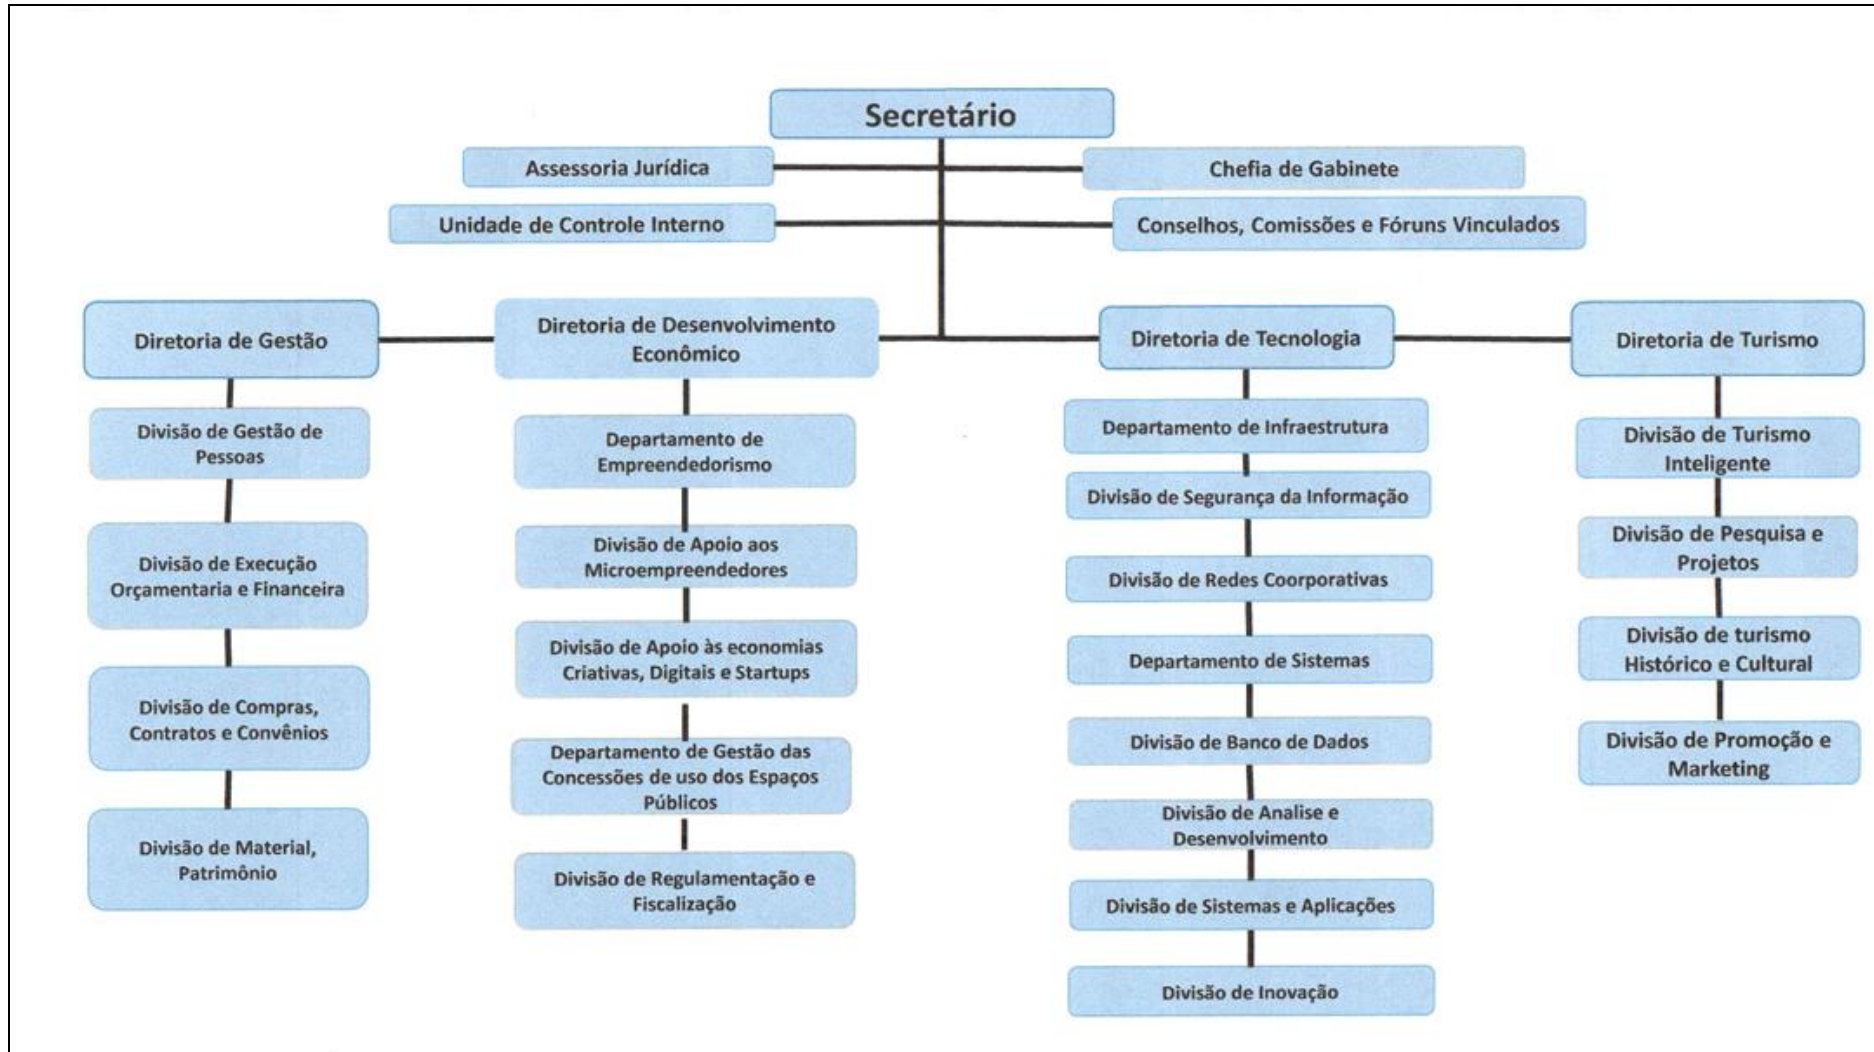 Secretário
Assessoria Jurídica
Chefia de Gabinete
Unidade de Controle Interno
Conselhos, Comissões e Fóruns Vinculados
Diretoria de Gestão
Divisão de Gestão de
Pessoas
Divisão de Execução
Orçamentaria e Financeira
Divisão de Compras,
Contratos e Convênios
Divisão de Material,
Patrimônio
Diretoria de Desenvolvimento
Econômico
Departamento de
Empreendedorismo
Divisão de Apoio aos
Microempreendedores
Divisão de Apoio às economias
Criativas, Digitais e Startups
Departamento de Gestão das
Concessões de uso dos Espaços
Públicos
Divisão de Regulamentação e
Fiscalização
Diretoria de Tecnologia
Departamento de Infraestrutura
Divisão de Segurança da Informação
Divisão de Redes Coorporativas
Departamento de Sistemas
Divisão de Banco de Dados
Divisão de Analise e
Desenvolvimento
Divisão de Sistemas e Aplicações
Divisão de Inovação
Diretoria de Turismo
Divisão de Turismo
Inteligente
Divisão de Pesquisa e
Projetos
Divisão de turismo
Histórico e Cultural
Divisão de Promoção e
Marketing